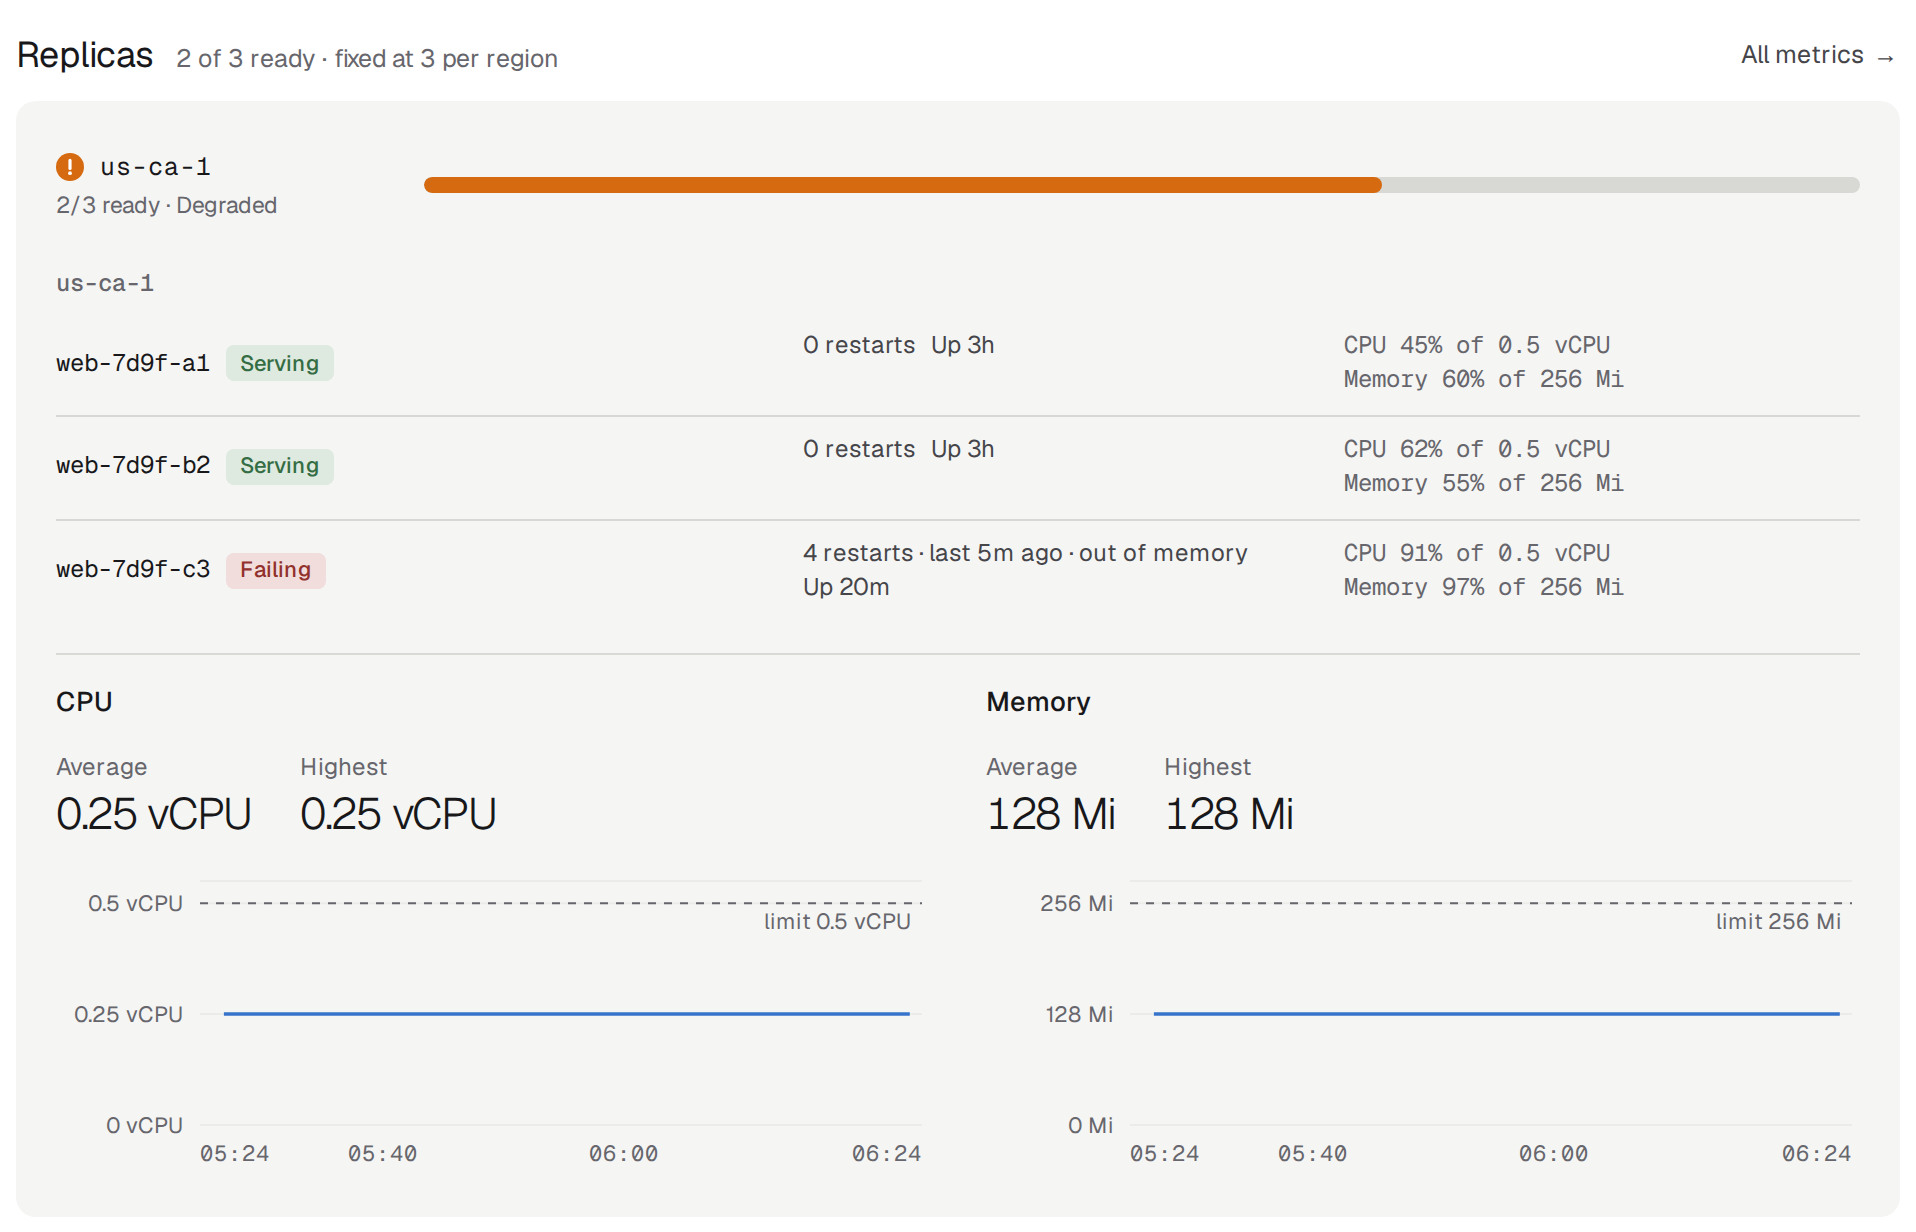 Replicas 2 of 3 ready · fixed at 3 per region
All metrics →
us-ca-1
2/3 ready · Degraded
us-ca-1
web-7d9f-a1 Serving 0 restarts Up 3h CPU 45% of 0.5 vCPU
Memory 60% of 256 Mi
web-7d9f-b2 Serving 0 restarts Up 3h CPU 62% of 0.5 vCPU
Memory 55% of 256 Mi
web-7d9f-c3 Failing 4 restarts · last 5m ago · out of memory CPU 91% of 0.5 vCPU
Up 20m Memory 97% of 256 Mi
CPU
Average Highest
0.25 vCPU 0.25 vCPU
0.5 vCPU
limit 0.5 vCPU
0.25 vCPU
0 vCPU
05:24 05:40 06:00 06:24
Memory
Average Highest
128 Mi 128 Mi
256 Mi
limit 256 Mi
128 Mi
0 Mi
05:24 05:40 06:00 06:24